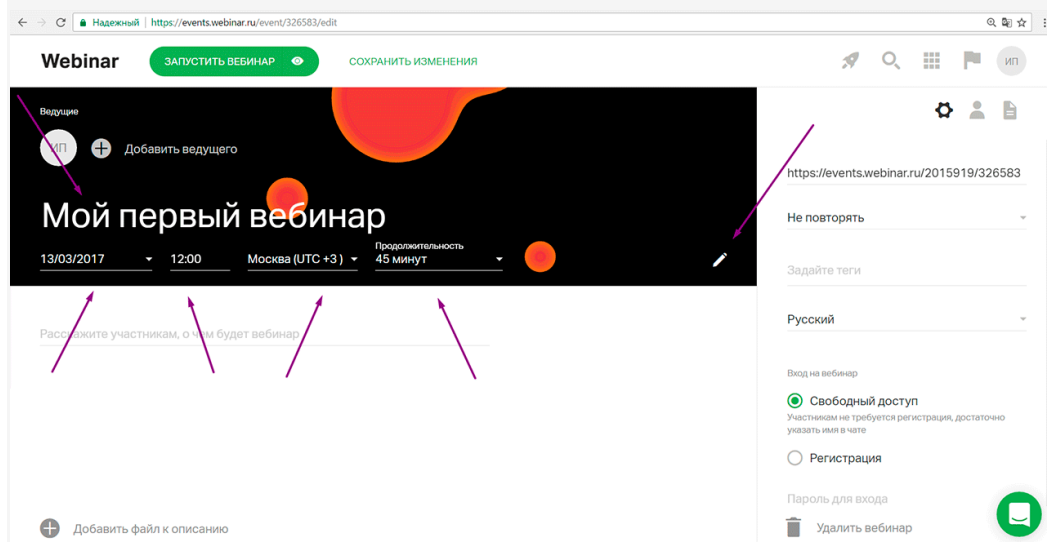 Надежный https://events.webinar.ru/event/326583/edit
Webinar ЗАПУСТИТЬ ВЕБИНАР СОХРАНИТЬ ИЗМЕНЕНИЯ ИП
Ведущие
ИП Добавить ведущего
Мой первый вебинар
Продолжительность
13/03/2017 12:00 Москва (UTC +3 ) 45 минут
Расскажите участникам, о чем будет вебинар
Добавить файл к описанию
https://events.webinar.ru/2015919/326583
Не повторять
Задайте теги
Русский
Вход на вебинар
Свободный доступ
Участникам не требуется регистрация, достаточно
указать имя в чате
Регистрация
Пароль для входа
Удалить вебинар